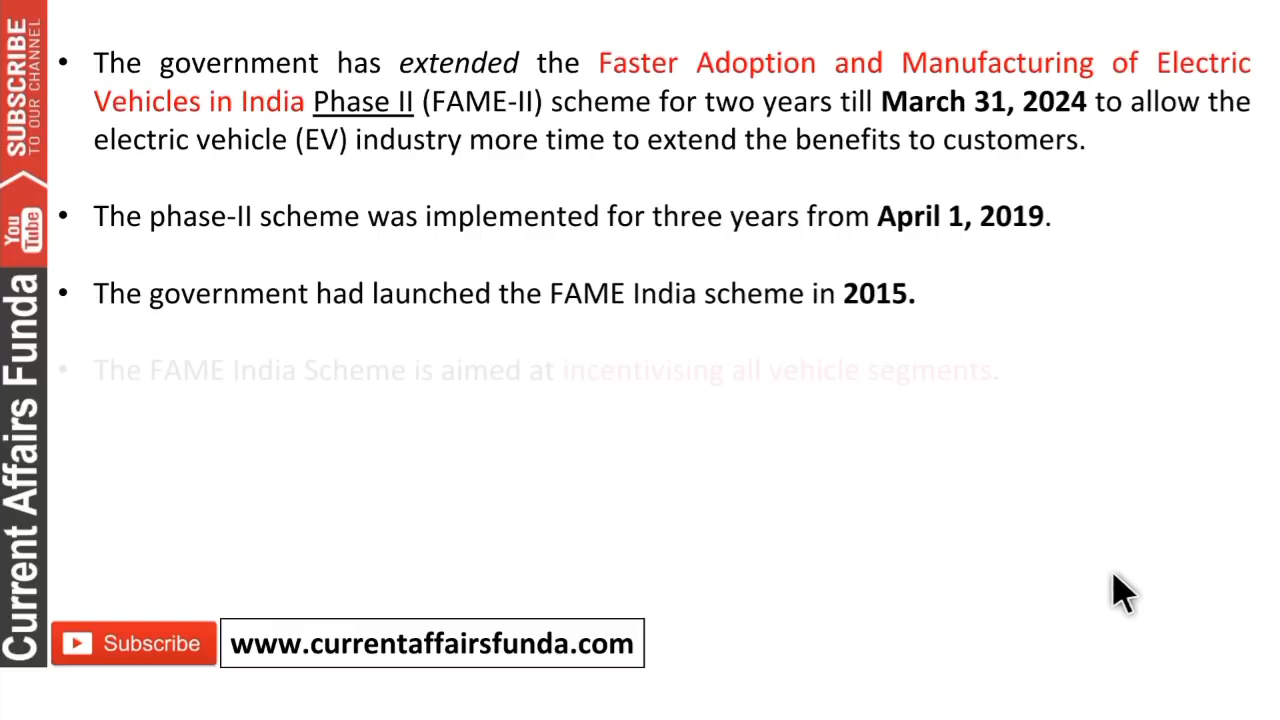 • The government has extended the Faster Adoption and Manufacturing of Electric
Vehicles in India Phase II (FAME-II) scheme for two years till March 31, 2024 to allow the
electric vehicle (EV) industry more time to extend the benefits to customers.
• The phase-II scheme was implemented for three years from April 1, 2019.
• The government had launched the FAME India scheme in 2015.
• The FAME India Scheme is aimed at incentivising all vehicle segments.
SUBSCRIBE
TO OUR CHANNEL
You
Tube
Current Affairs Funda
Subscribe
www.currentaffairsfunda.com